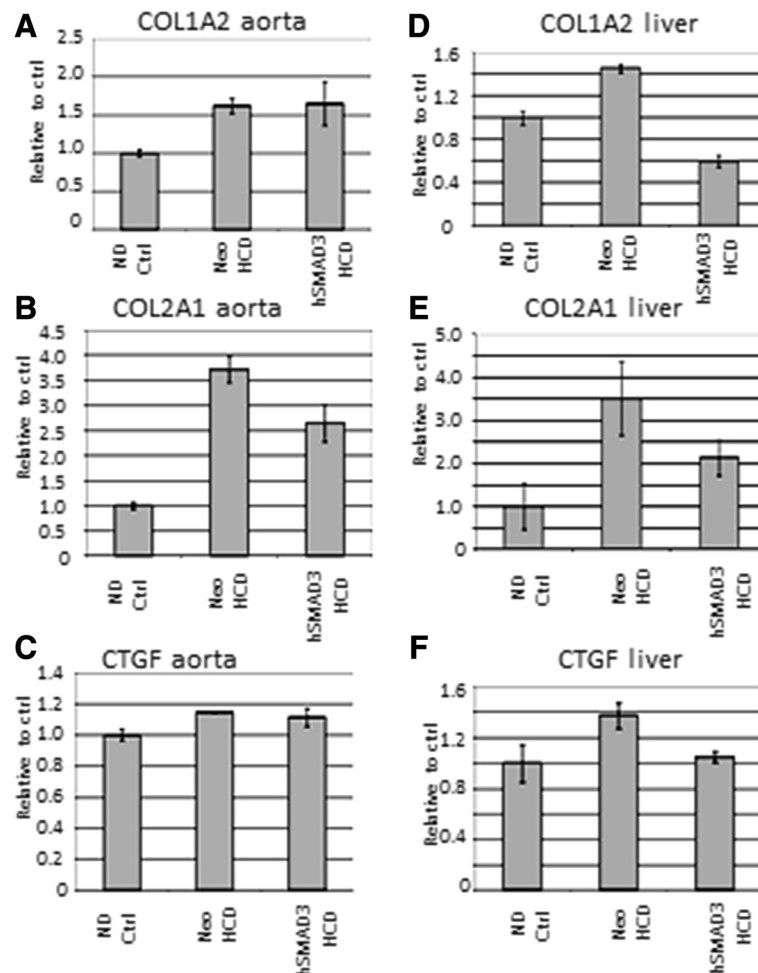 A
COL1A2 aorta
Relative to ctrl
2.5
2.0
1.5
1.0
0.5
0
ND
Ctrl
Neo
HCD
hSMAD3
HCD
B
COL2A1 aorta
Relative to ctrl
4.5
4.0
3.5
3.0
2.5
2.0
1.5
1.0
0.5
0
ND
Ctrl
Neo
HCD
hSMAD3
HCD
C
CTGF aorta
Relative to ctrl
1.4
1.2
1.0
0.8
0.6
0.4
0.2
0
ND
Ctrl
Neo
HCD
hSMAD3
HCD
D
COL1A2 liver
Relative to ctrl
1.6
1.2
0.8
0.4
0
ND
Ctrl
Neo
HCD
hSMAD3
HCD
E
COL2A1 liver
Relative to ctrl
5.0
4.0
3.0
2.0
1.0
0
ND
Ctrl
Neo
HCD
hSMAD3
HCD
F
CTGF liver
Relative to ctrl
1.6
1.2
0.8
0.4
0
ND
Ctrl
Neo
HCD
hSMAD3
HCD